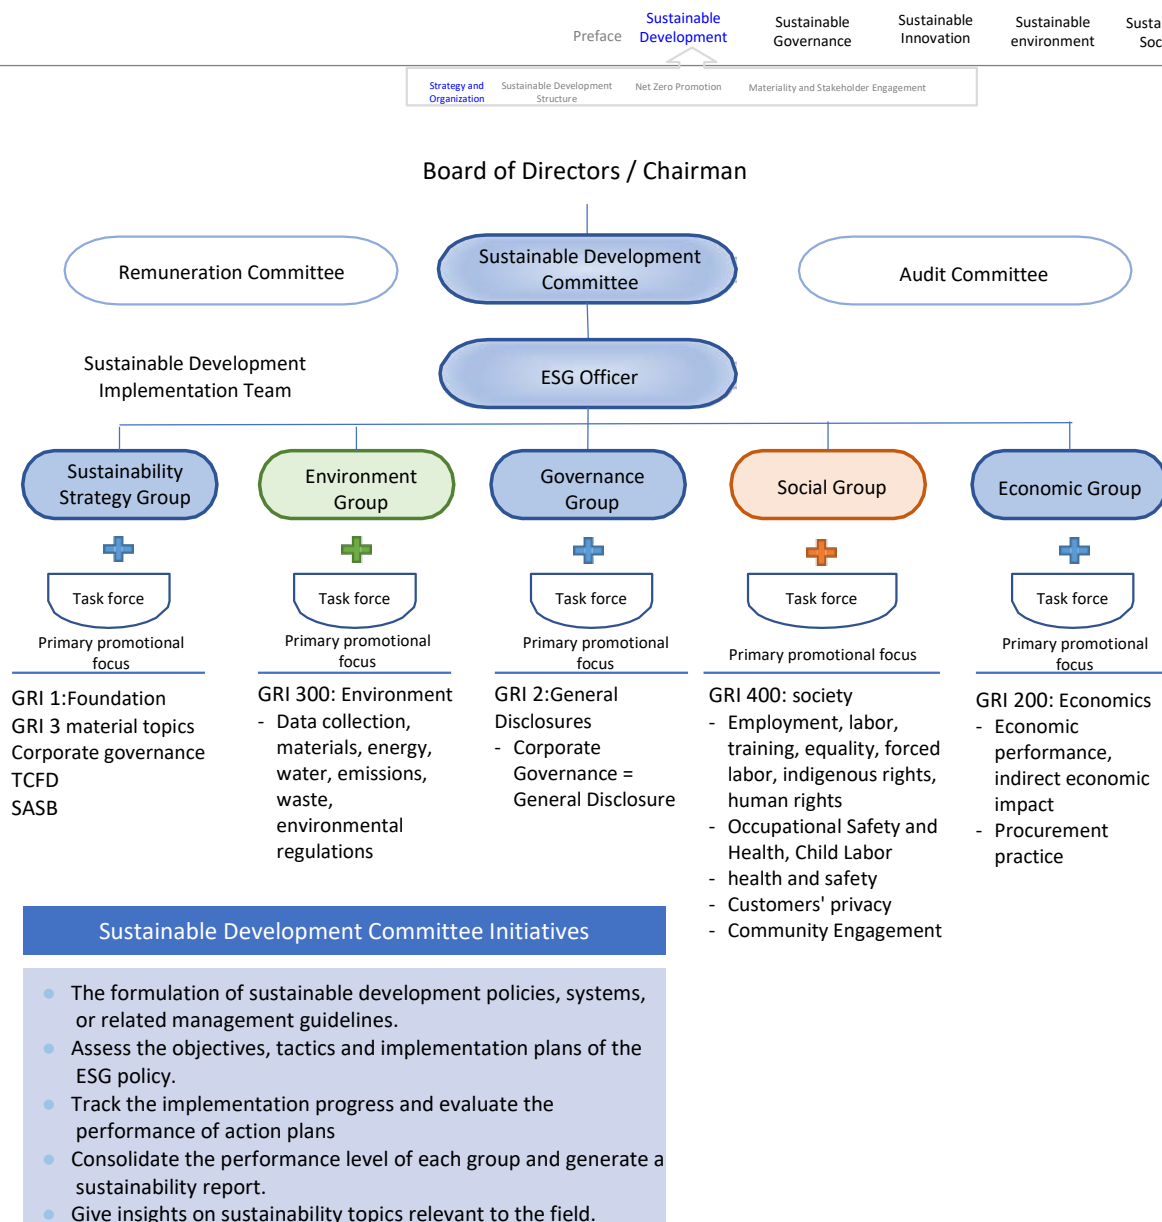 Preface
Sustainable
Development
Sustainable
Governance
Sustainable
Innovation
Sustainable
environment
Strategy and
Organization
Sustainable Development
Structure
Net Zero Promotion
Materiality and Stakeholder Engagement
Board of Directors / Chairman
Remuneration Committee
Sustainable Development
Committee
Audit Committee
Sustainable Development
Implementation Team
ESG Officer
Sustainability
Strategy Group
Environment
Group
Governance
Group
Social Group
Economic Group
Task force
Task force
Task force
Task force
Task force
Primary promotional
focus
Primary promotional
focus
Primary promotional
focus
Primary promotional focus
Primary promotional
focus
GRI 1:Foundation
GRI 3 material topics
Corporate governance
TCFD
SASB
GRI 300: Environment
- Data collection,
materials, energy,
water, emissions,
waste,
environmental
regulations
GRI 2:General
Disclosures
- Corporate
Governance =
General Disclosure
GRI 400: society
- Employment, labor,
training, equality, forced
labor, indigenous rights,
human rights
- Occupational Safety and
Health, Child Labor
- health and safety
- Customers' privacy
- Community Engagement
GRI 200: Economics
- Economic
performance,
indirect economic
impact
- Procurement
practice
Sustainable Development Committee Initiatives
● The formulation of sustainable development policies, systems,
or related management guidelines.
● Assess the objectives, tactics and implementation plans of the
ESG policy.
● Track the implementation progress and evaluate the
performance of action plans
● Consolidate the performance level of each group and generate a
sustainability report.
● Give insights on sustainability topics relevant to the field.